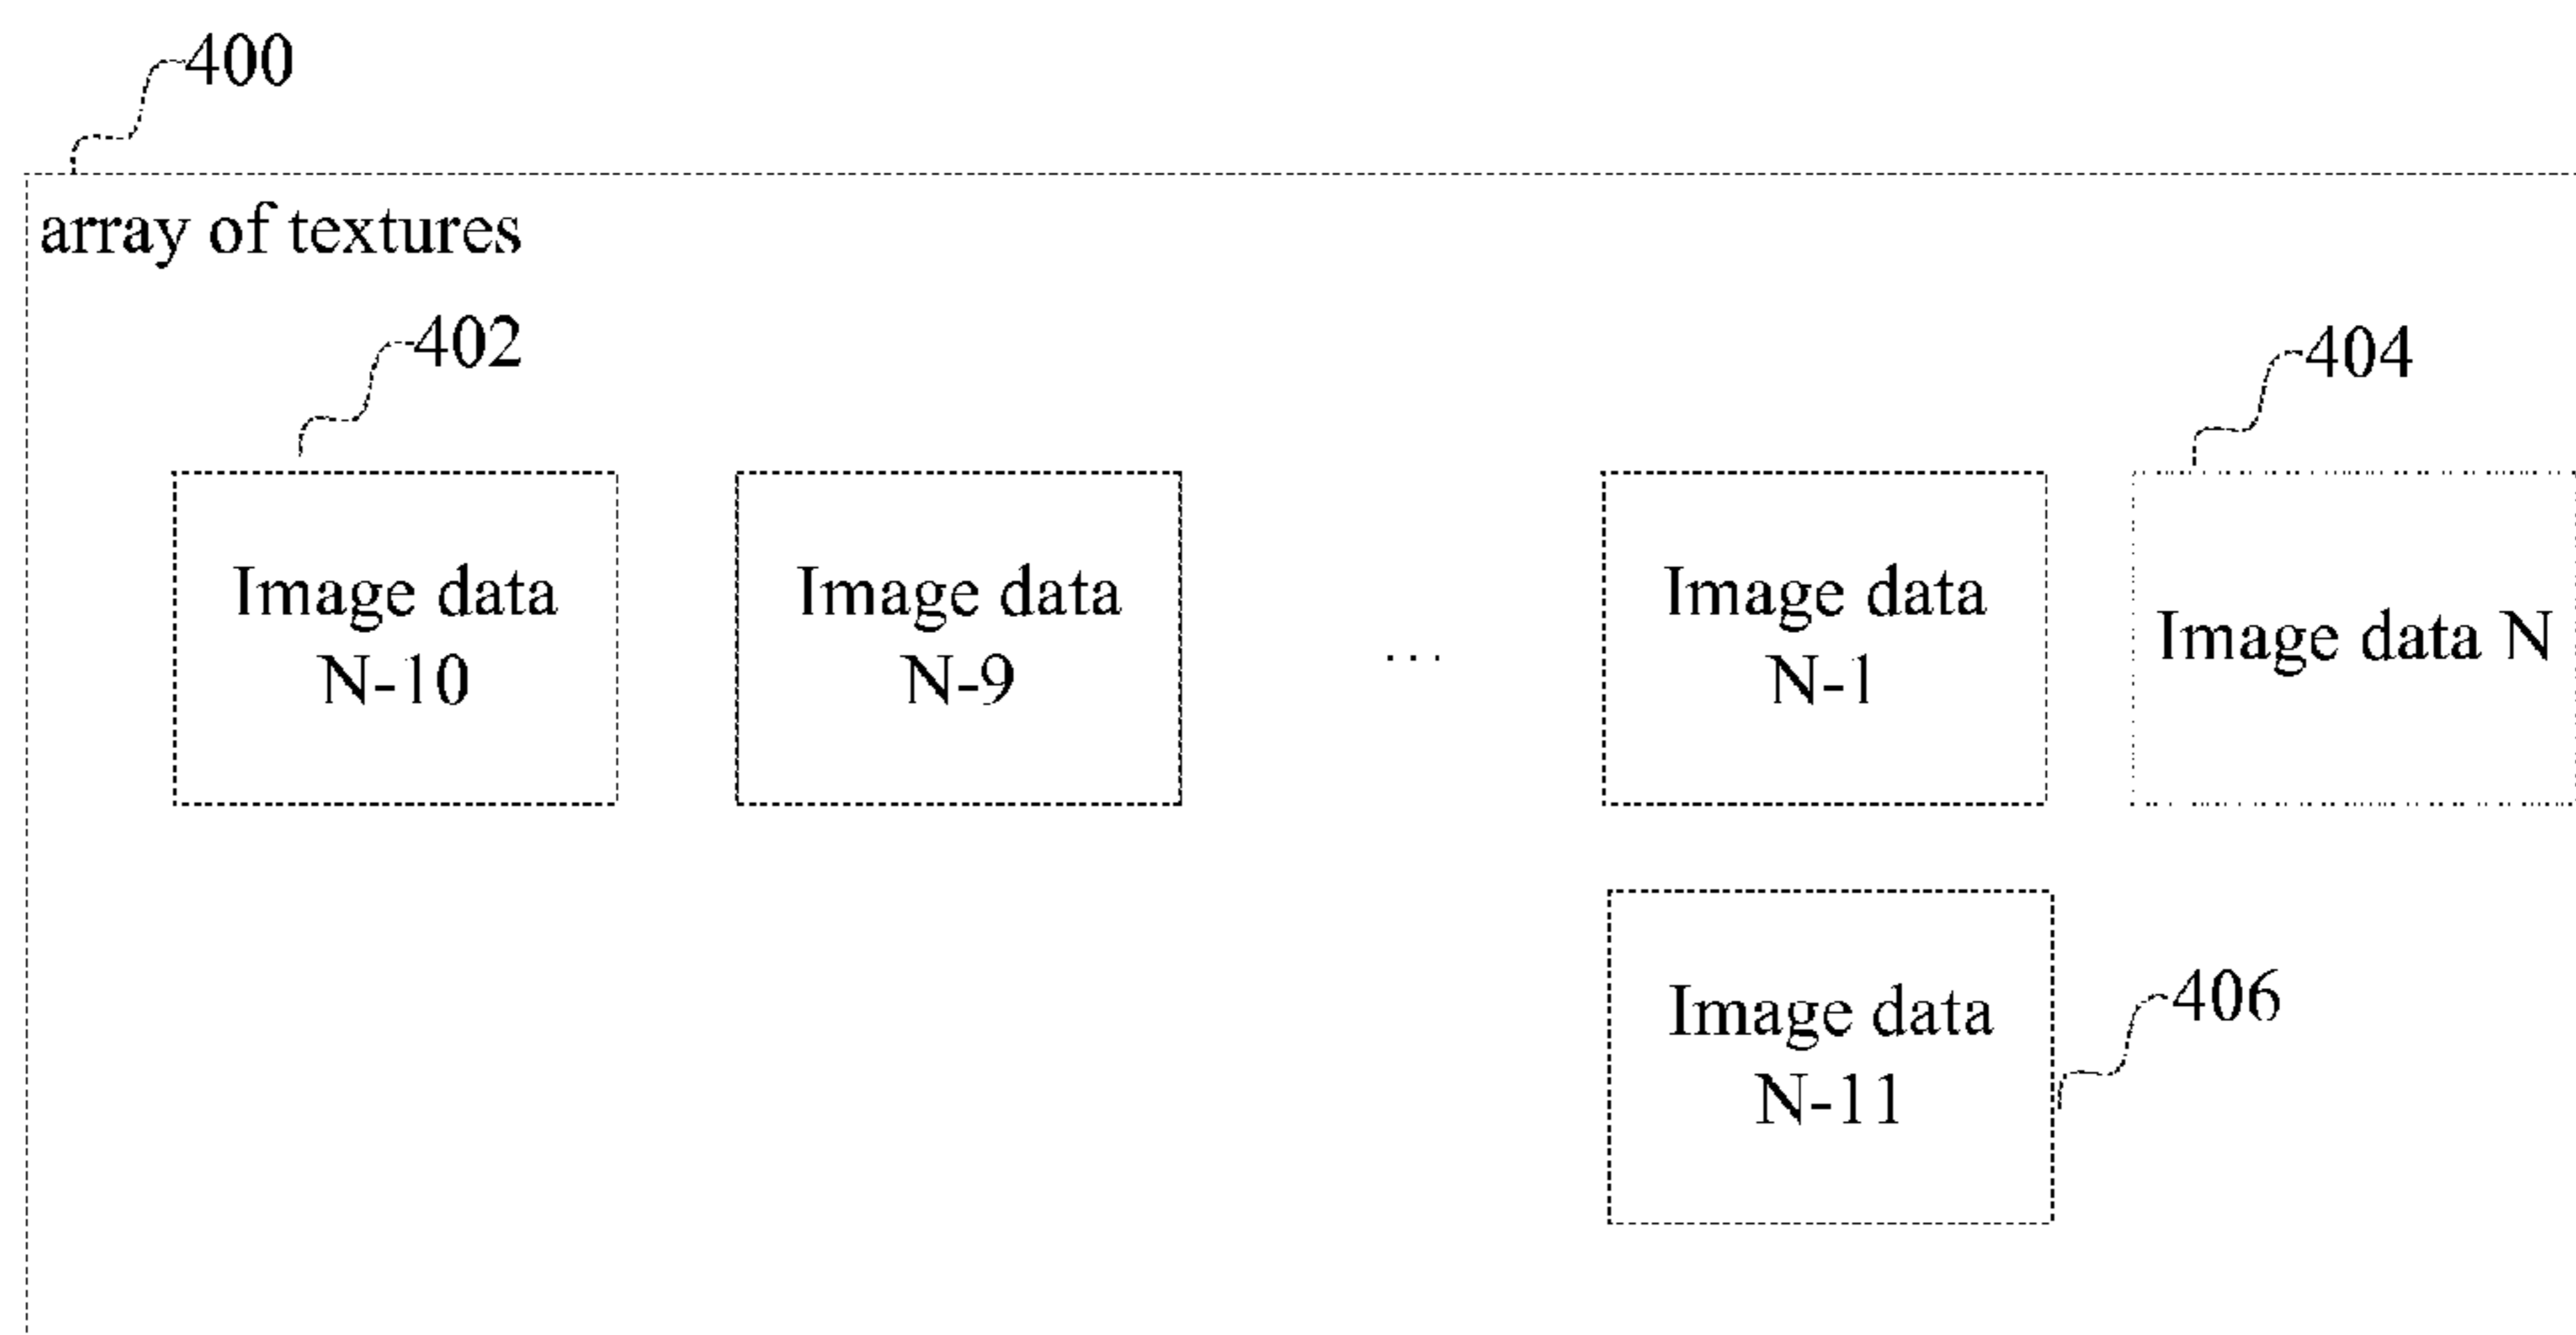 400
array of textures
402
404
Image data
N-10
Image data
N-9
...
Image data
N-1
Image data N
Image data
N-11
406